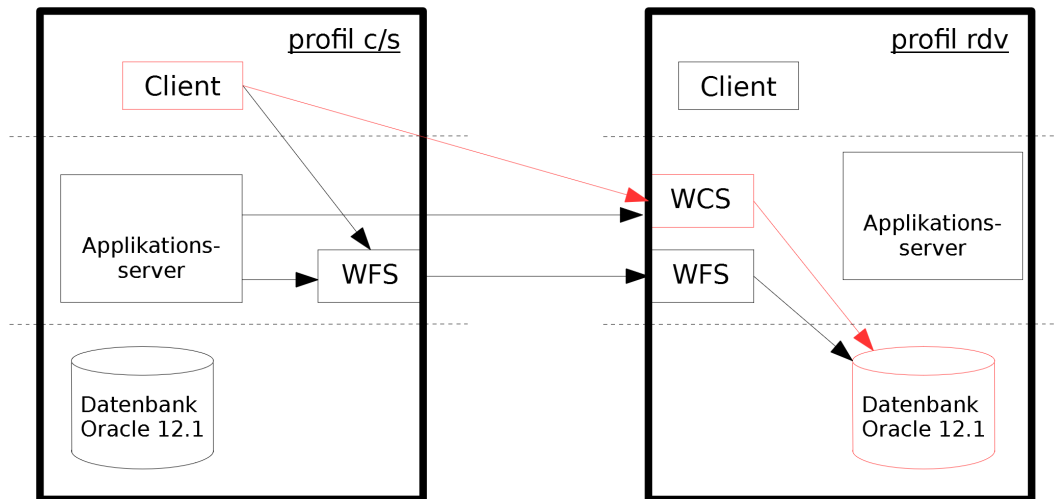 profil c/s
Client
Applikations-
server
WFS
Datenbank
Oracle 12.1
profil rdv
Client
WCS
Applikations-
server
WFS
Datenbank
Oracle 12.1